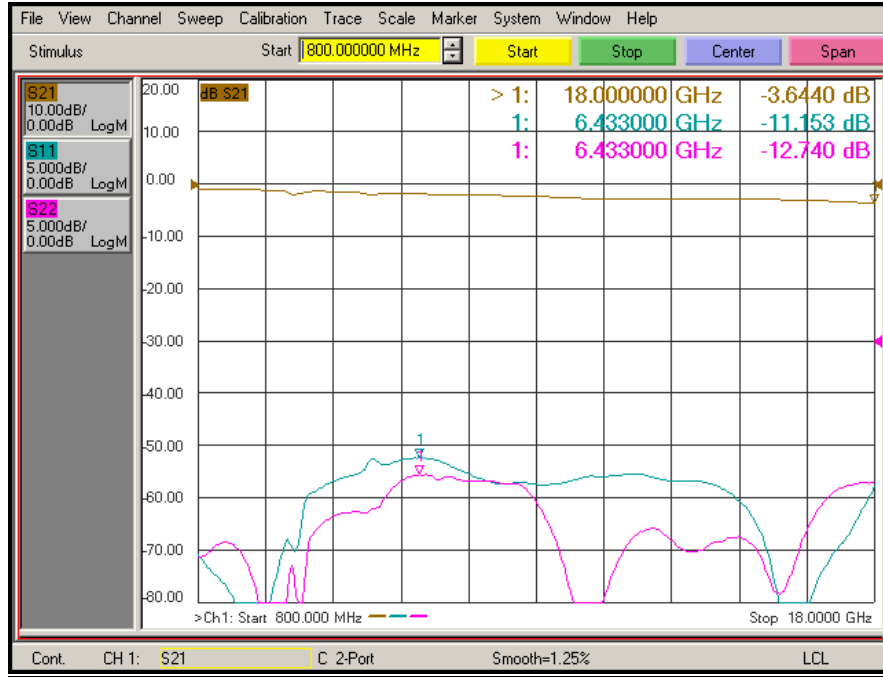 File View Channel Sweep Calibration Trace Scale Marker System Window Help
Stimulus Start 800.000000 MHz Start Stop Center Span
S21
10.00dB/
0.00dB LogM
S11
5.000dB/
0.00dB LogM
S22
5.000dB/
0.00dB LogM
20.00
10.00
0.00
-10.00
-20.00
-30.00
-40.00
-50.00
-60.00
-70.00
-80.00
dB S21
> 1: 18.000000 GHz -3.6440 dB
1: 6.433000 GHz -11.153 dB
1: 6.433000 GHz -12.740 dB
1
>Ch1: Start 800.000 MHz Stop 18.0000 GHz
Cont. CH 1: S21 C 2-Port Smooth=1.25% LCL